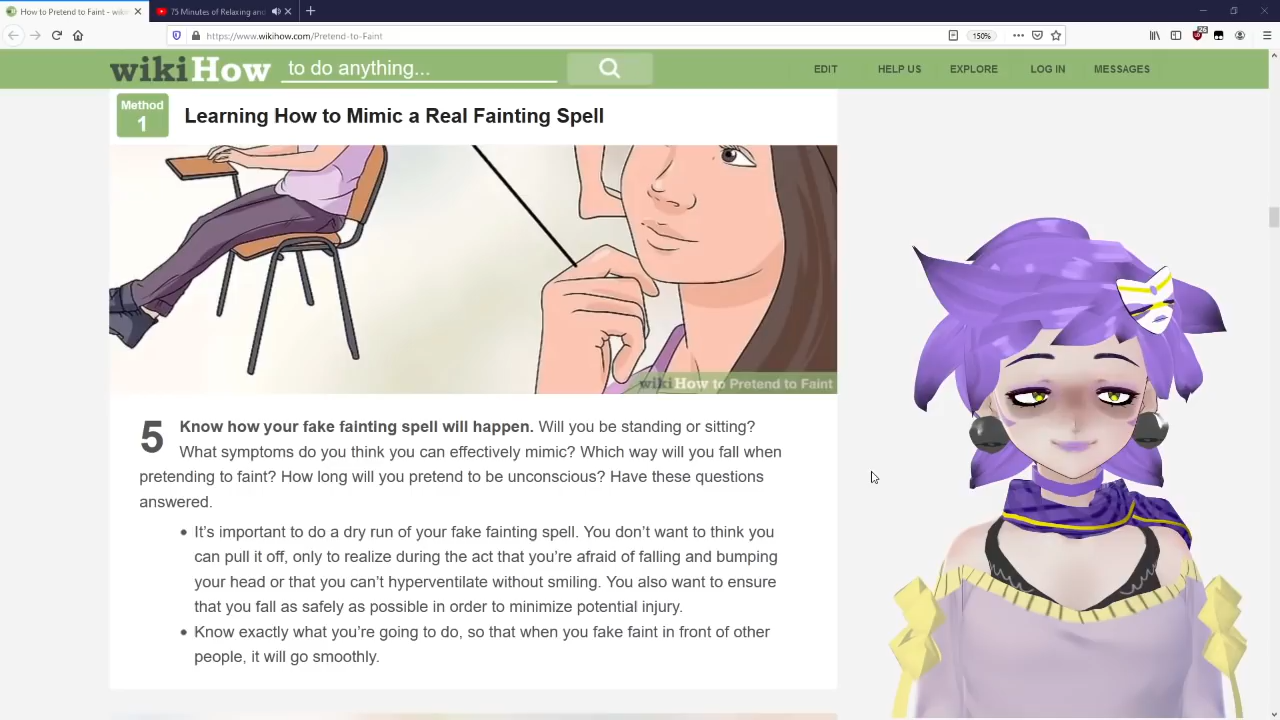 How to Pretend to Faint - wiki
75 Minutes of Relaxing and
https://www.wikihow.com/Pretend-to-Faint
150%
wikiHow to do anything...
EDIT HELP US EXPLORE LOG IN MESSAGES
Method
1
Learning How to Mimic a Real Fainting Spell
wikiHow to Pretend to Faint
5 Know how your fake fainting spell will happen. Will you be standing or sitting?
What symptoms do you think you can effectively mimic? Which way will you fall when
pretending to faint? How long will you pretend to be unconscious? Have these questions
answered.
• It’s important to do a dry run of your fake fainting spell. You don’t want to think you
can pull it off, only to realize during the act that you’re afraid of falling and bumping
your head or that you can’t hyperventilate without smiling. You also want to ensure
that you fall as safely as possible in order to minimize potential injury.
• Know exactly what you’re going to do, so that when you fake faint in front of other
people, it will go smoothly.